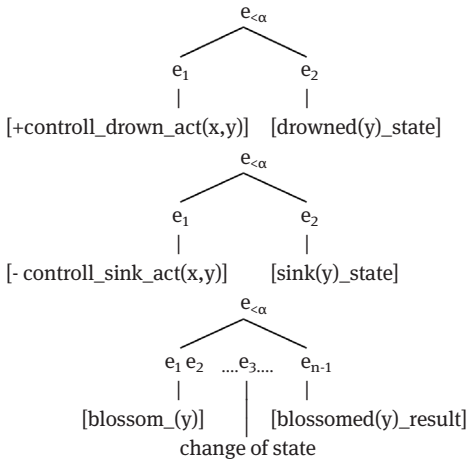 e<α
e1 e2
[+controll_drown_act(x,y)] [drowned(y)_state]
e<α
e1 e2
[- controll_sink_act(x,y)] [sink(y)_state]
e<α
e1 e2 ....e3.... en-1
[blossom_(y)] [blossomed(y)_result]
change of state